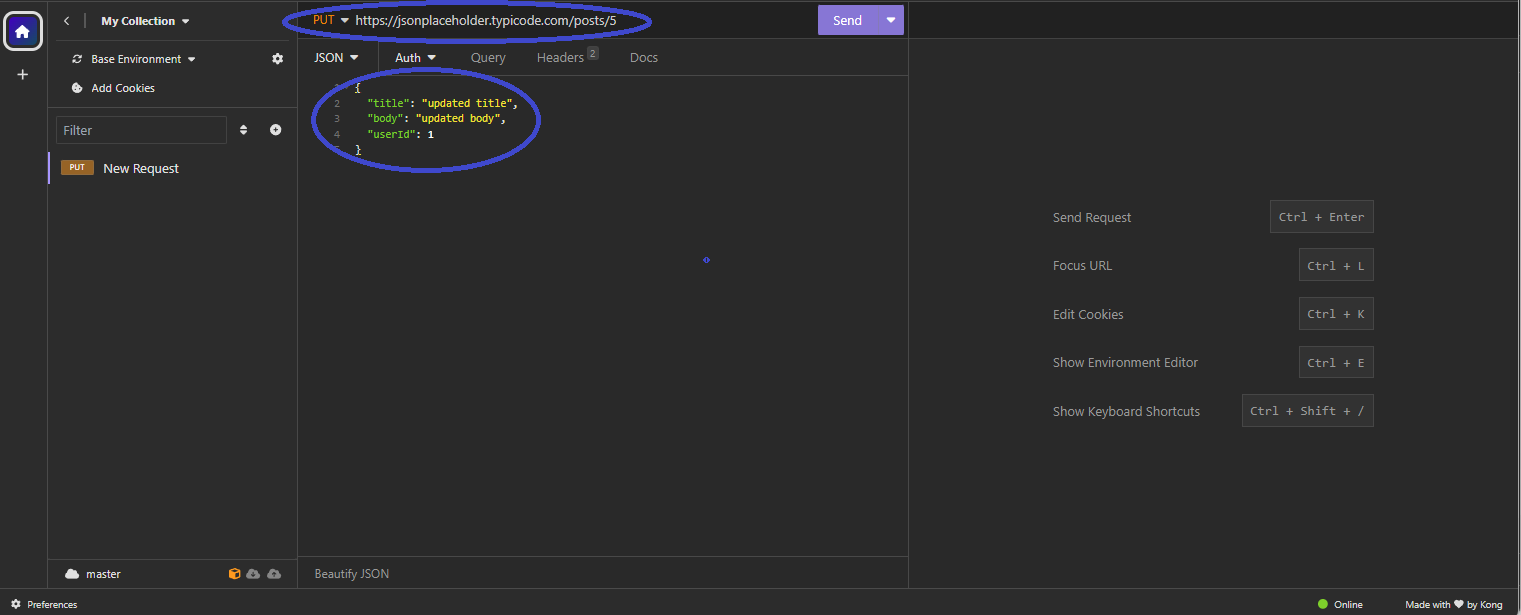 My Collection
PUT https://jsonplaceholder.typicode.com/posts/5
Send
Base Environment
Add Cookies
Filter
PUT New Request
JSON Auth Query Headers 2 Docs
1 {
2 "title": "updated title",
3 "body": "updated body",
4 "userId": 1
5 }
Send Request Ctrl + Enter
Focus URL Ctrl + L
Edit Cookies Ctrl + K
Show Environment Editor Ctrl + E
Show Keyboard Shortcuts Ctrl + Shift + /
master
Beautify JSON
Preferences
Online
Made with ❤ by Kong